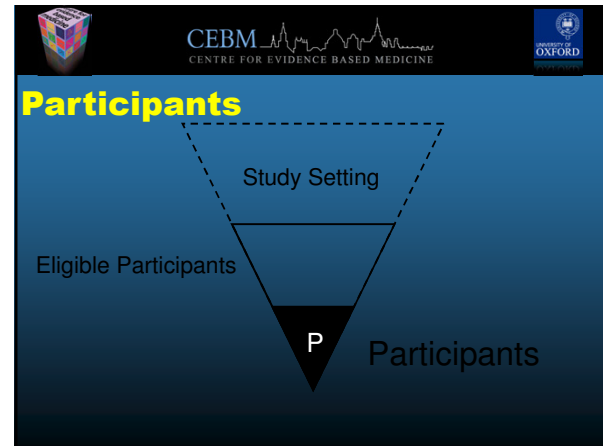 CEBM
CENTRE FOR EVIDENCE BASED MEDICINE
UNIVERSITY OF
OXFORD
Participants
Study Setting
Eligible Participants
P
Participants